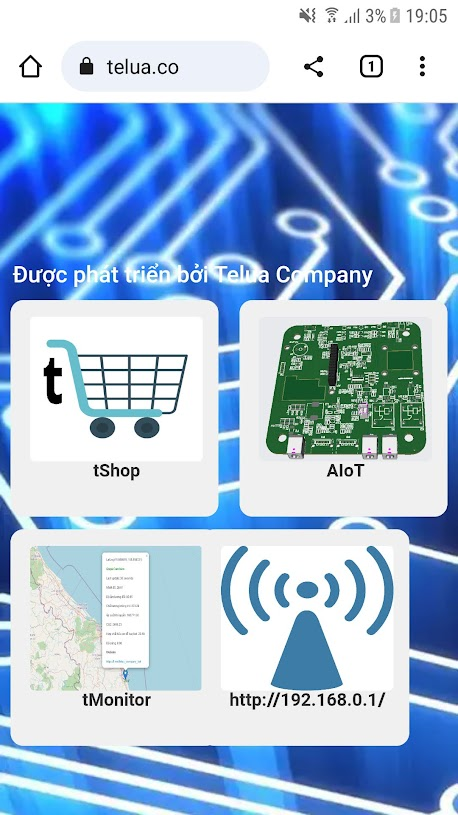 3% 19:05
telua.co
1
Được phát triển bởi Telua Company
t
tShop
AIoT
tMonitor
http://192.168.0.1/